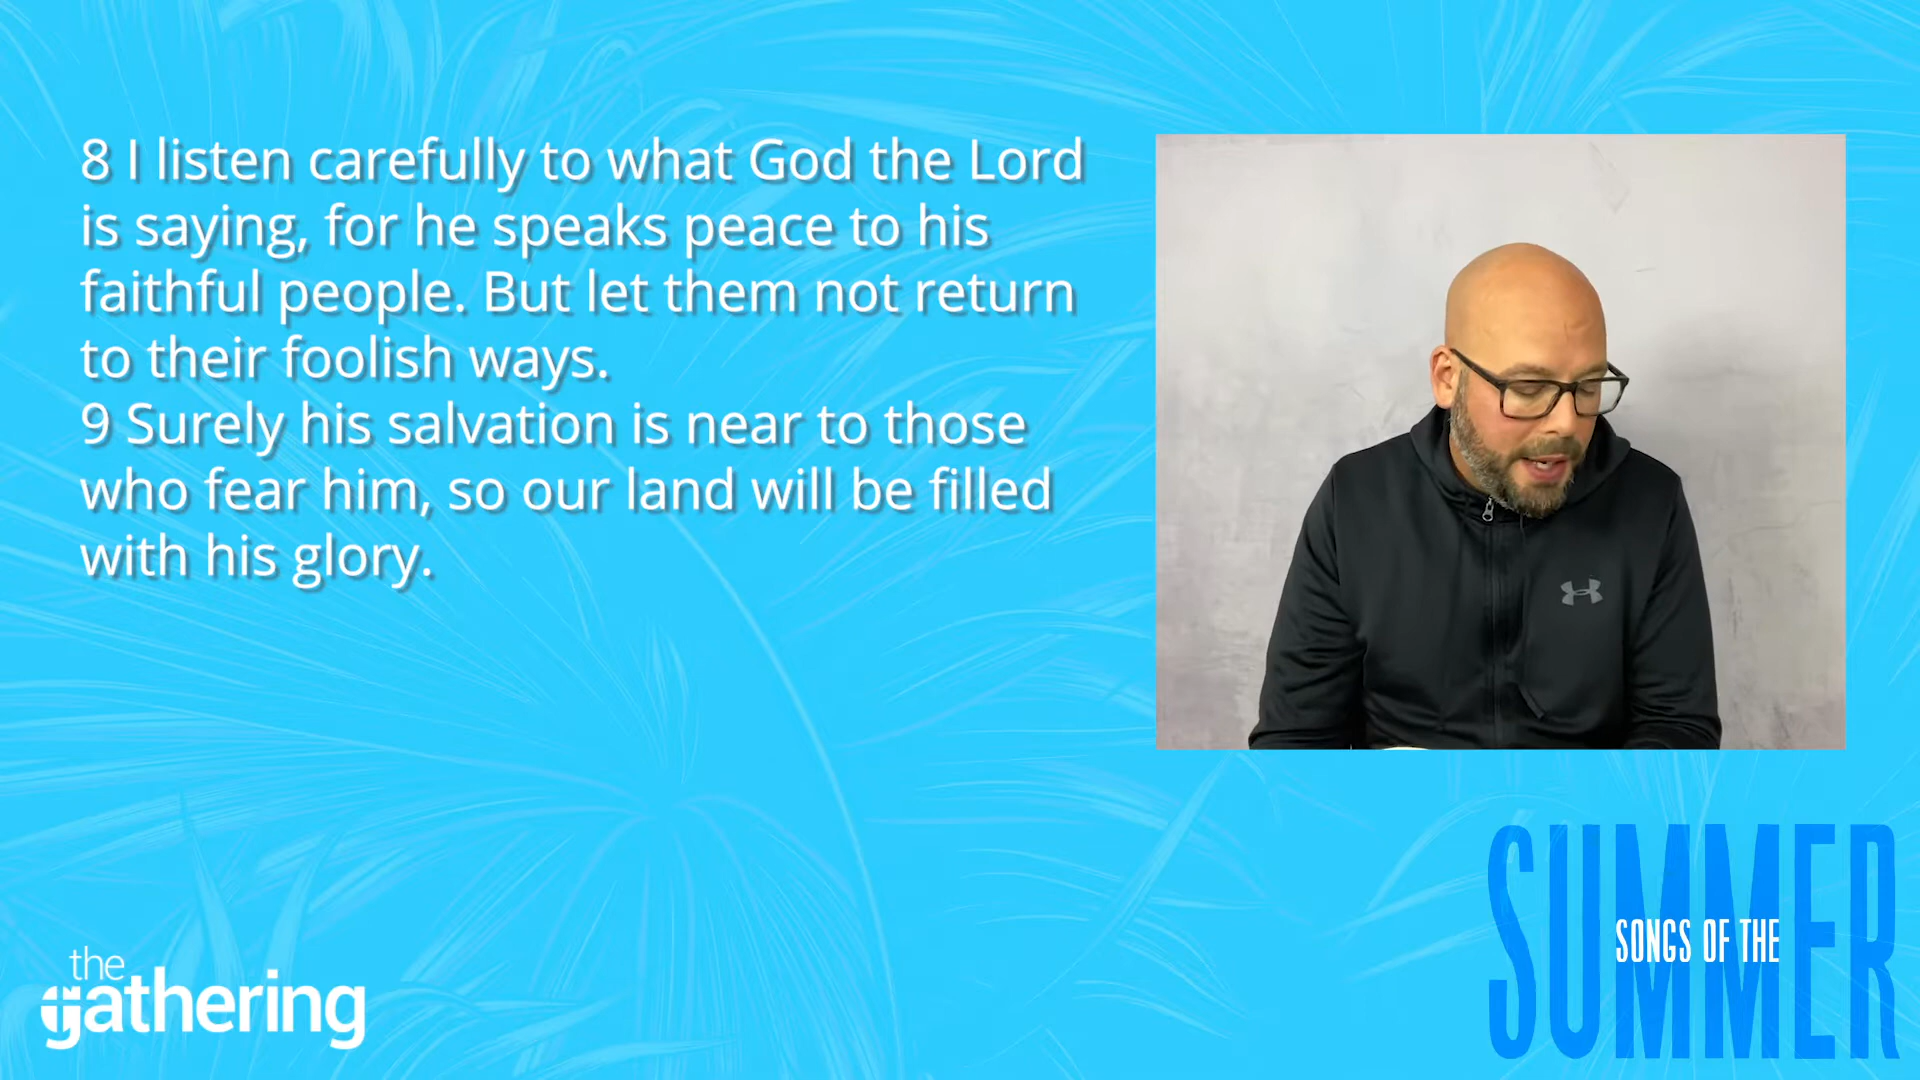 8 I listen carefully to what God the Lord
is saying, for he speaks peace to his
faithful people. But let them not return
to their foolish ways.
9 Surely his salvation is near to those
who fear him, so our land will be filled
with his glory.
the
gathering
SONGS OF THE
SUMMER